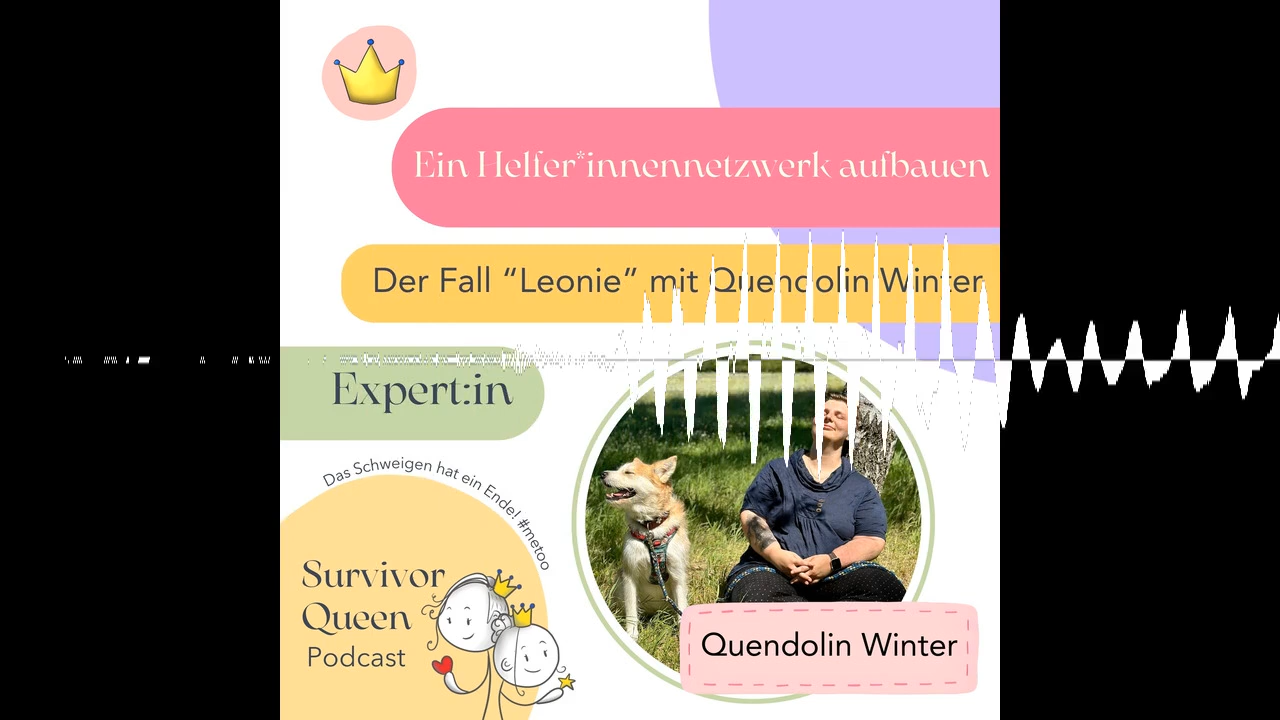 Ein Helfer*innennetzwerk aufbauen
Der Fall “Leonie” mit Quendolin Winter
Expert:in
Das Schweigen hat ein Ende! #metoo
Survivor
Queen
Podcast
Quendolin Winter